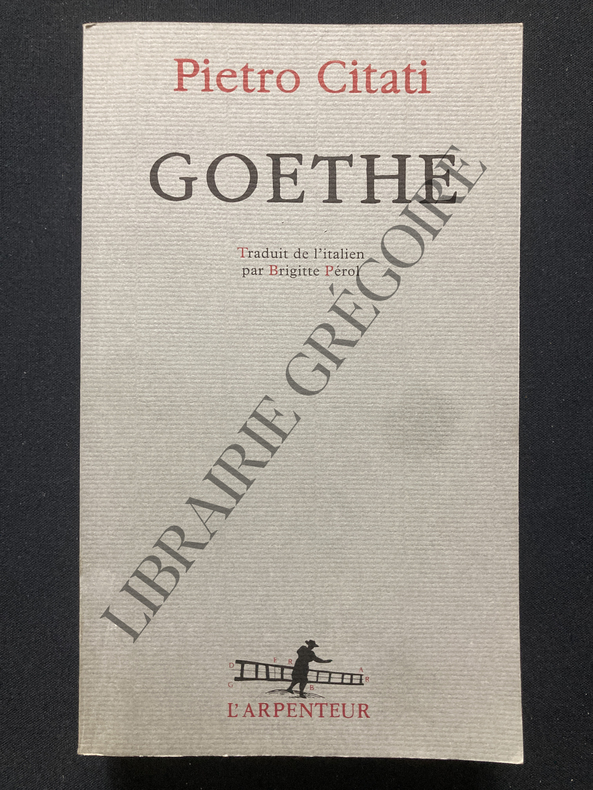 Pietro Citati
GOETHE
Traduit de l'italien
par Brigitte Pérol
LIBRAIRIE GRÉGOIRE
L'ARPENTEUR